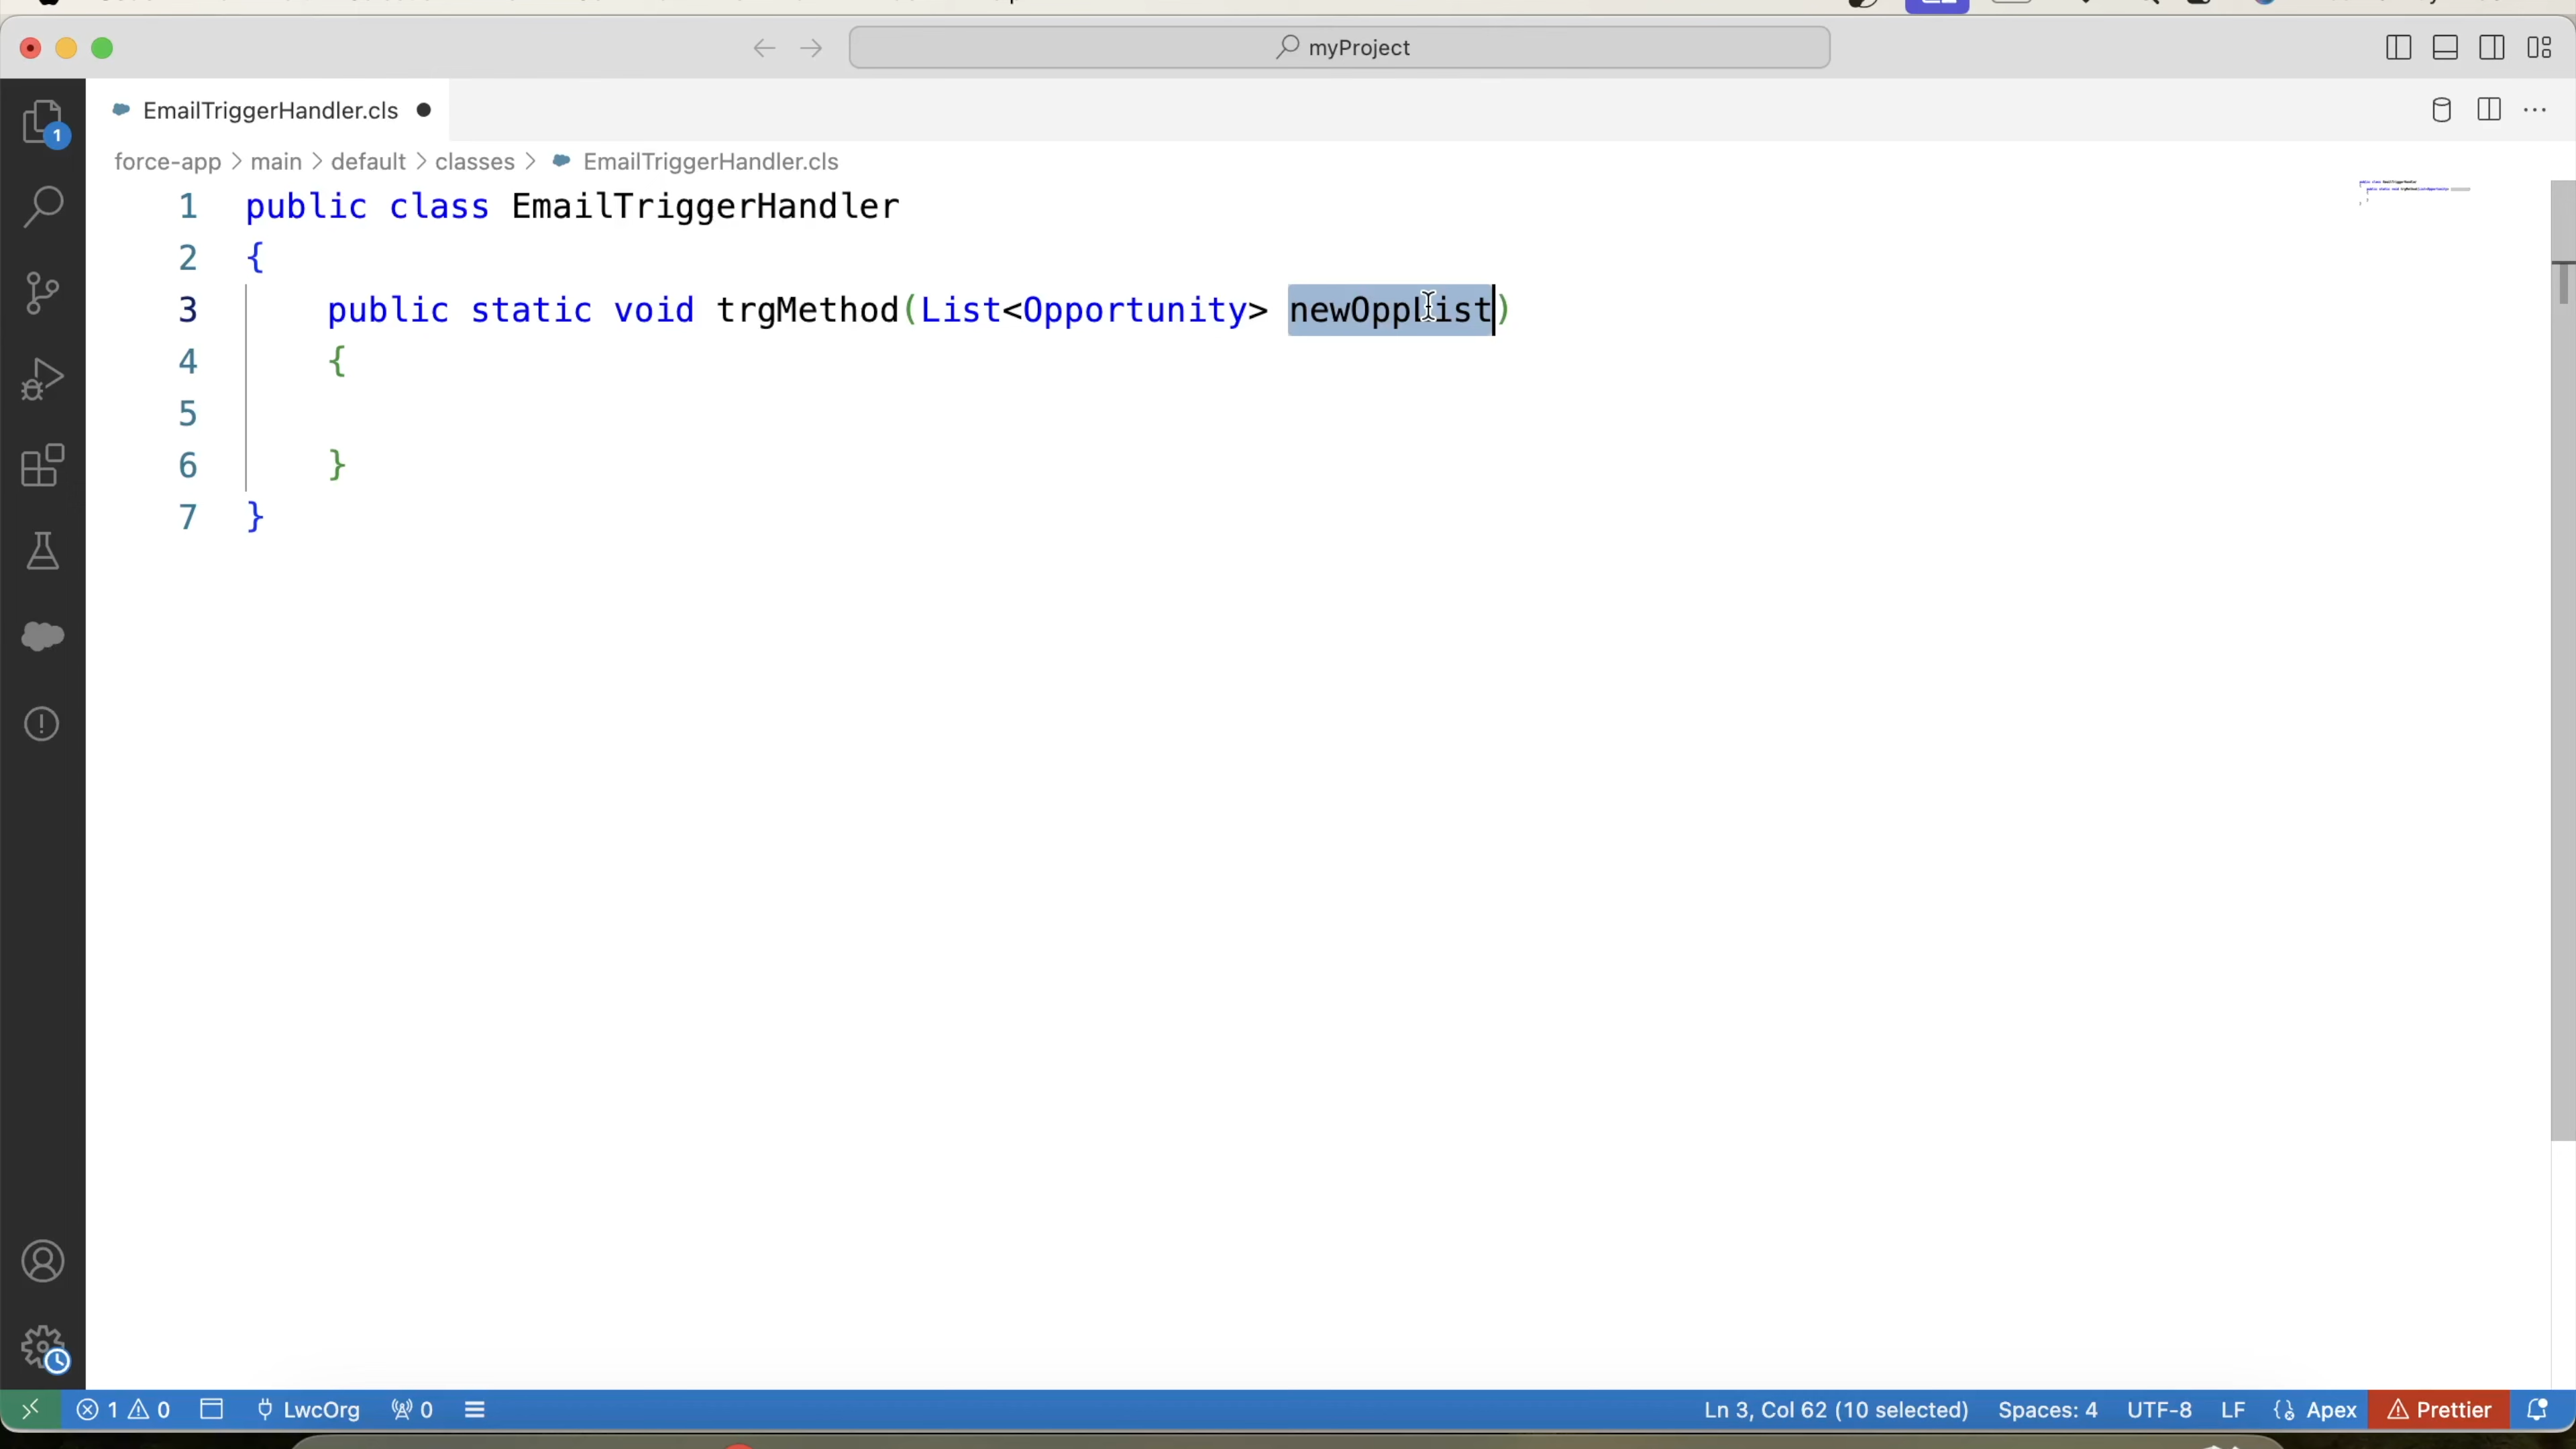 myProject
EmailTriggerHandler.cls
force-app > main > default > classes > EmailTriggerHandler.cls
1 public class EmailTriggerHandler
2 {
3 public static void trgMethod(List<Opportunity> newOppList)
4 {
5
6 }
7 }
1
1 0 LwcOrg 0 Ln 3, Col 62 (10 selected) Spaces: 4 UTF-8 LF Apex Prettier